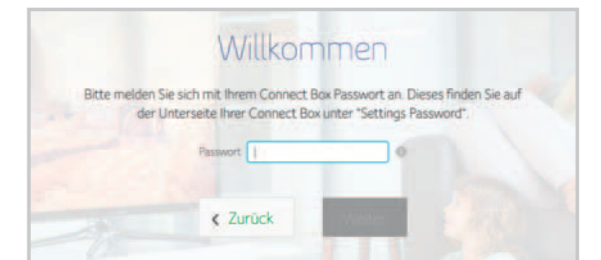 Willkommen
Bitte melden Sie sich mit Ihrem Connect Box Passwort an. Dieses finden Sie auf
der Unterseite Ihrer Connect Box unter "Settings Password".
Passwort
Zurück
Weiter